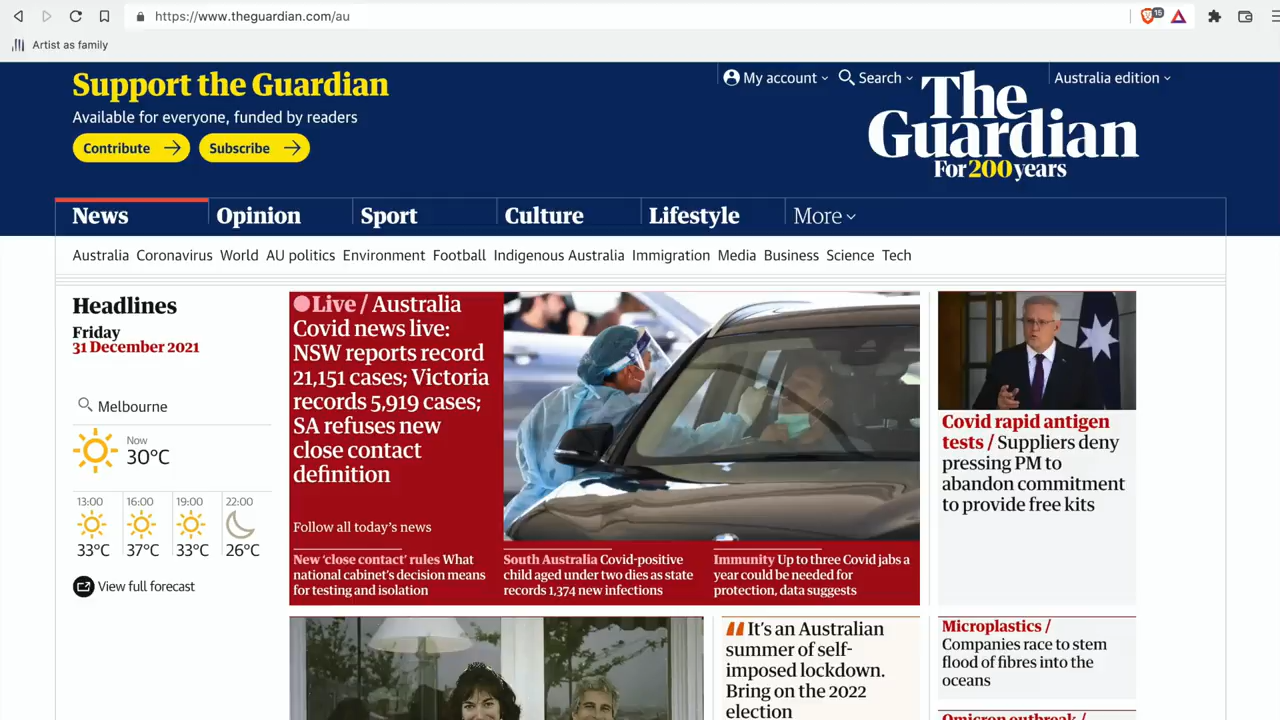 https://www.theguardian.com/au
15
Artist as family
Support the Guardian
Available for everyone, funded by readers
Contribute
Subscribe
My account
Search
Australia edition
The
Guardian
For 200 years
News
Opinion
Sport
Culture
Lifestyle
More
Australia Coronavirus World AU politics Environment Football Indigenous Australia Immigration Media Business Science Tech
Headlines
Friday
31 December 2021
Melbourne
Now
30°C
13:00 16:00 19:00 22:00
33°C 37°C 33°C 26°C
View full forecast
Live / Australia
Covid news live:
NSW reports record
21,151 cases; Victoria
records 5,919 cases;
SA refuses new
close contact
definition
Follow all today's news
New 'close contact' rules What
national cabinet's decision means
for testing and isolation
South Australia Covid-positive
child aged under two dies as state
records 1,374 new infections
Immunity Up to three Covid jabs a
year could be needed for
protection, data suggests
Covid rapid antigen
tests / Suppliers deny
pressing PM to
abandon commitment
to provide free kits
It's an Australian
summer of self-
imposed lockdown.
Bring on the 2022
election
Microplastics /
Companies race to stem
flood of fibres into the
oceans
Omicron outbreak /